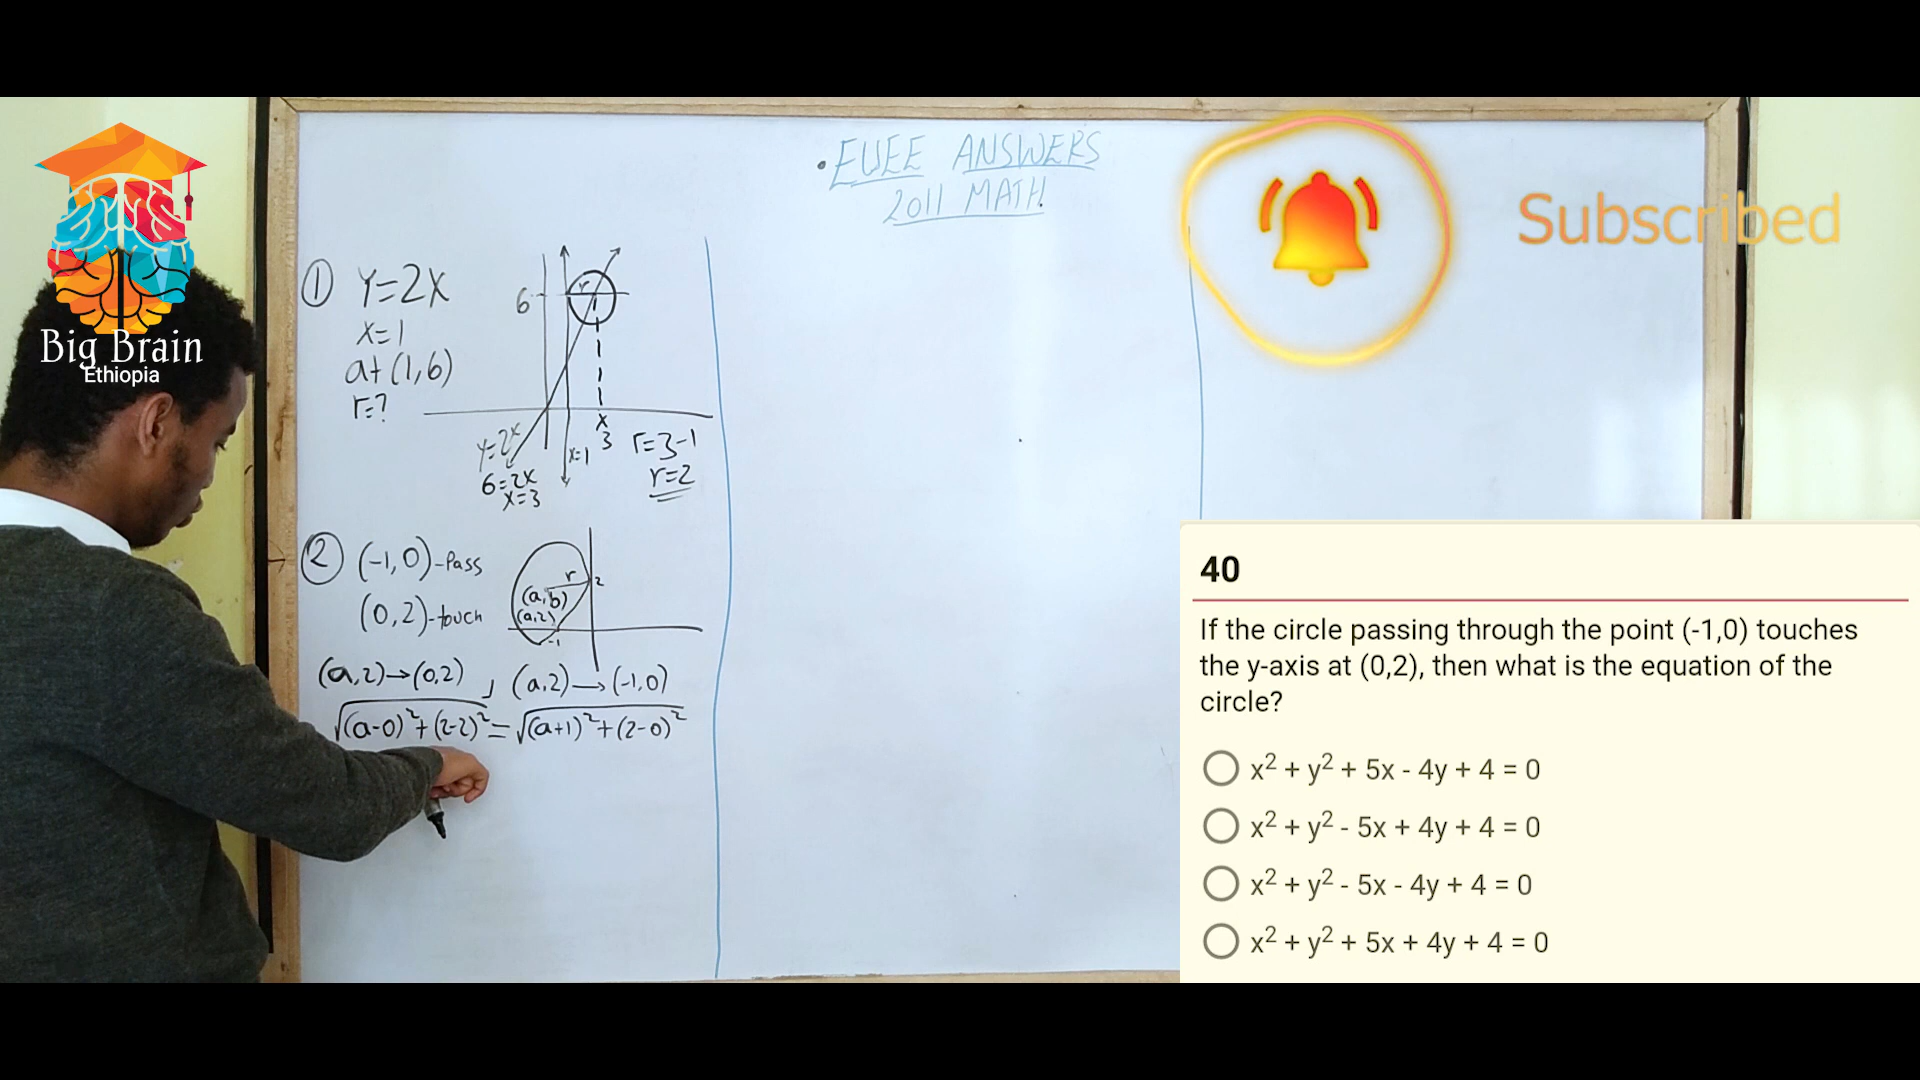 Big Brain
Ethiopia
• EUEE ANSWERS
2011 MATH.
Subscribed
① Y=2X
X=1
at (1,6)
r=?
6
r
X
3
y=2x
6=2x
x=3
x=1
r=3-1
r=2
② (-1,0)-Pass
(0,2)-touch
r
2
(a,b)
(a,2)
-1
(a,2)→(0,2) , (a,2)→(-1,0)
√(a-0)²+(2-2)² = √(a+1)²+(2-0)²
40
If the circle passing through the point (-1,0) touches
the y-axis at (0,2), then what is the equation of the
circle?
x² + y² + 5x - 4y + 4 = 0
x² + y² - 5x + 4y + 4 = 0
x² + y² - 5x - 4y + 4 = 0
x² + y² + 5x + 4y + 4 = 0